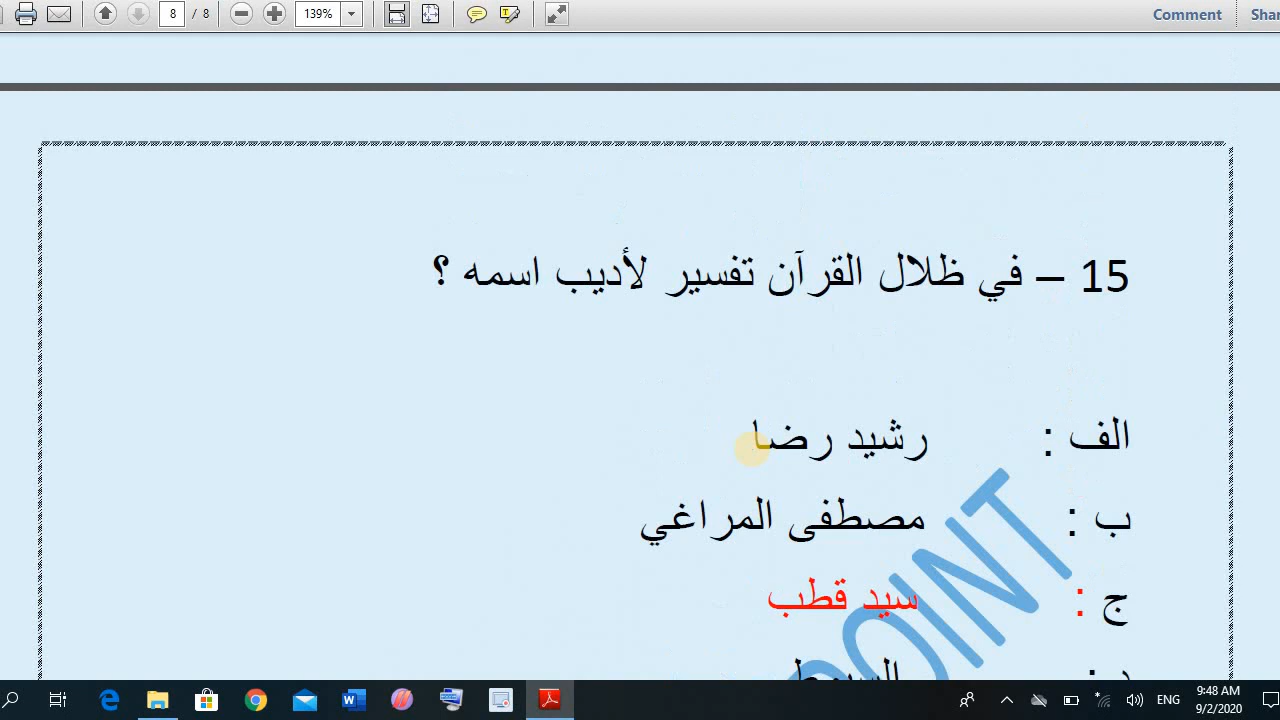 8 / 8
139%
Comment
15 – في ظلال القرآن تفسير لأديب اسمه ؟
الف : رشيد رضا
ب : مصطفى المراغي
ج : سيد قطب
د :
POINT
ENG
9:48 AM
9/2/2020